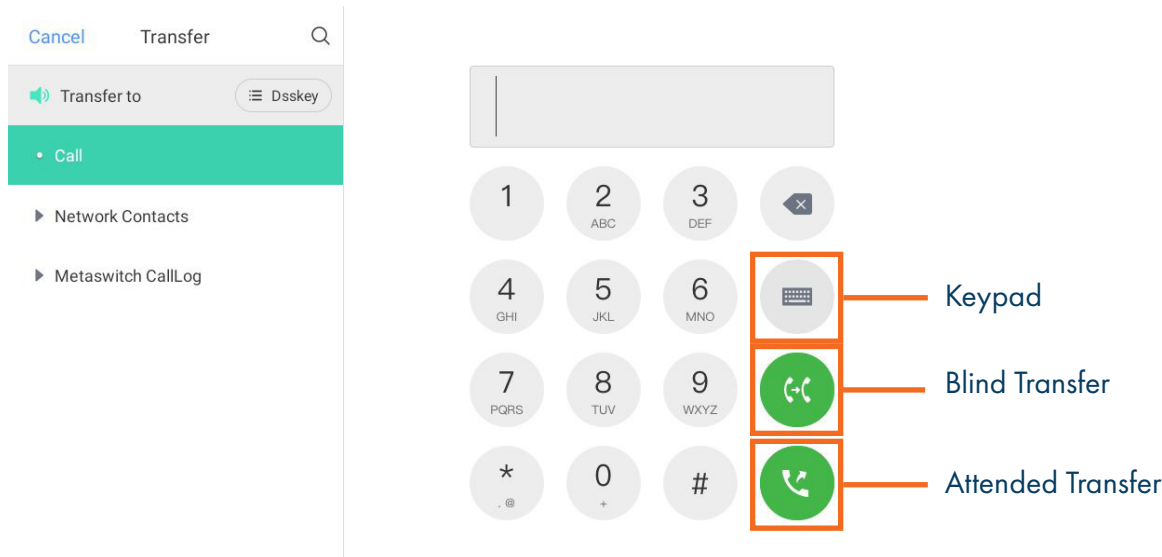 Cancel Transfer
Transfer to Dsskey
Call
Network Contacts
Metaswitch CallLog
1 2 3
ABC DEF
4 5 6
GHI JKL MNO
Keypad
7 8 9
PQRS TUV WXYZ
Blind Transfer
* 0 #
. @ +
Attended Transfer